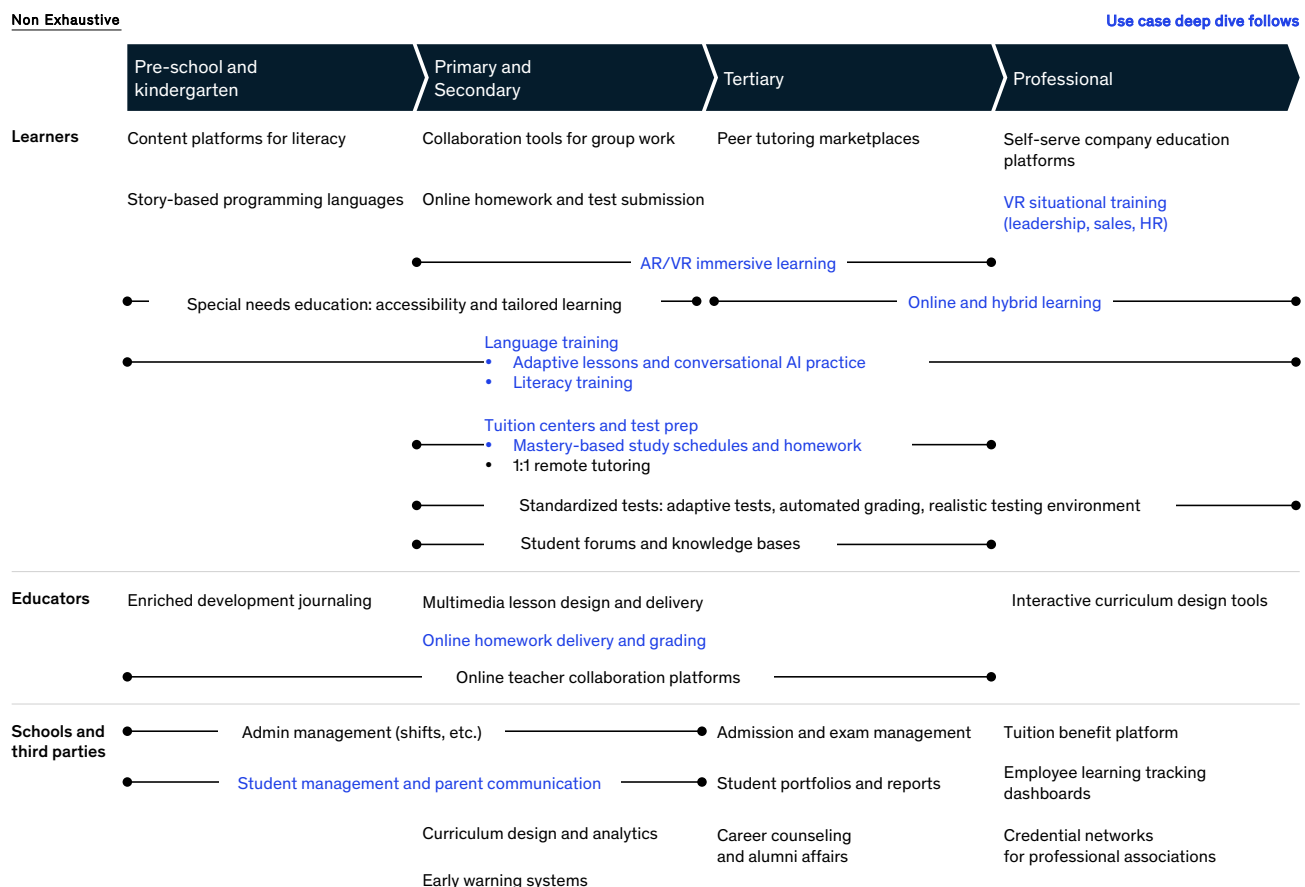 Non Exhaustive
Use case deep dive follows
Pre-school and
kindergarten
Primary and
Secondary
Tertiary
Professional
Learners
Content platforms for literacy
Collaboration tools for group work
Peer tutoring marketplaces
Self-serve company education
platforms
Story-based programming languages
Online homework and test submission
VR situational training
(leadership, sales, HR)
AR/VR immersive learning
Special needs education: accessibility and tailored learning
Online and hybrid learning
Language training
• Adaptive lessons and conversational AI practice
• Literacy training
Tuition centers and test prep
• Mastery-based study schedules and homework
• 1:1 remote tutoring
Standardized tests: adaptive tests, automated grading, realistic testing environment
Student forums and knowledge bases
Educators
Enriched development journaling
Multimedia lesson design and delivery
Interactive curriculum design tools
Online homework delivery and grading
Online teacher collaboration platforms
Schools and
third parties
Admin management (shifts, etc.)
Admission and exam management
Tuition benefit platform
Student management and parent communication
Student portfolios and reports
Employee learning tracking
dashboards
Curriculum design and analytics
Career counseling
and alumni affairs
Credential networks
for professional associations
Early warning systems